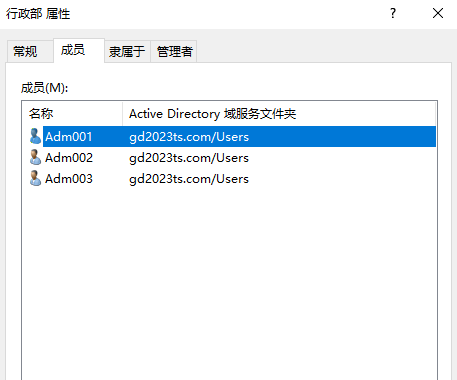 行政部 属性
?
常规 成员 隶属于 管理者
成员(M):
名称 Active Directory 域服务文件夹
Adm001 gd2023ts.com/Users
Adm002 gd2023ts.com/Users
Adm003 gd2023ts.com/Users